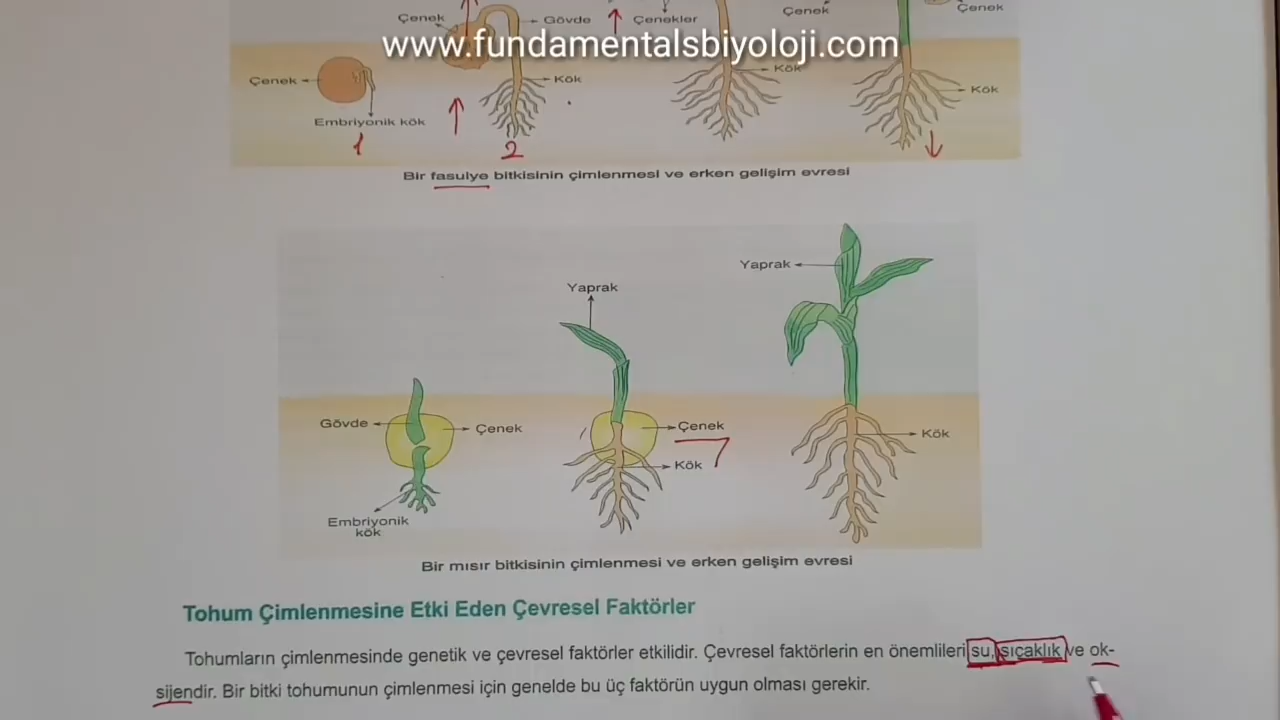 Çenek
Gövde
Çenekler
Çenek
Çenek
www.fundamentalsbiyoloji.com
Çenek
Kök
Kök
Kök
Embriyonik kök
1
2
Bir fasulye bitkisinin çimlenmesi ve erken gelişim evresi
Yaprak
Yaprak
Gövde
Çenek
Çenek
Kök
Kök
Embriyonik
kök
Bir mısır bitkisinin çimlenmesi ve erken gelişim evresi
Tohum Çimlenmesine Etki Eden Çevresel Faktörler
Tohumların çimlenmesinde genetik ve çevresel faktörler etkilidir. Çevresel faktörlerin en önemlileri su, sıcaklık ve ok-
sijendir. Bir bitki tohumunun çimlenmesi için genelde bu üç faktörün uygun olması gerekir.